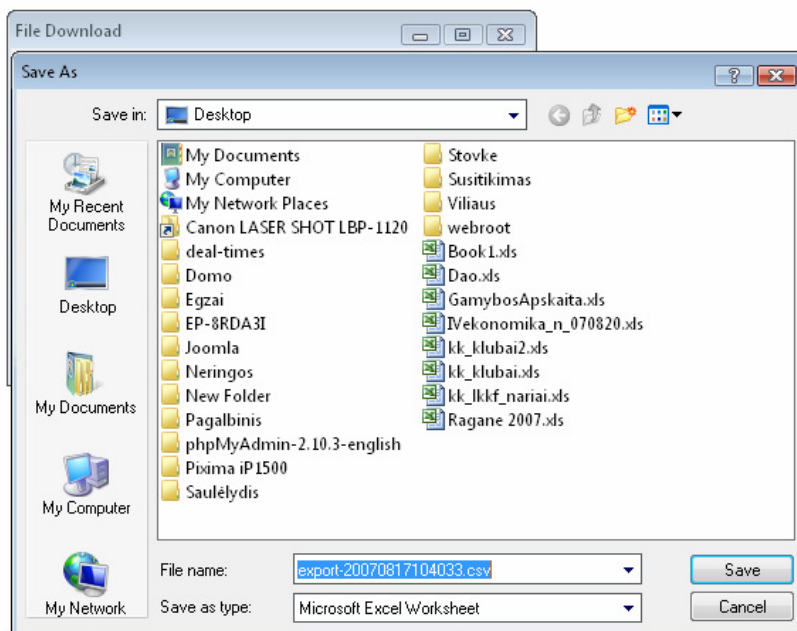 File Download
Save As
Save in:
Desktop
My Recent
Documents
Desktop
My Documents
My Computer
My Network
My Documents
My Computer
My Network Places
Canon LASER SHOT LBP-1120
deal-times
Domo
Egzai
EP-8RDA3I
Joomla
Neringos
New Folder
Pagalbinis
phpMyAdmin-2.10.3-english
Pixima iP1500
Saulėlydis
Stovke
Susitikimas
Viliaus
webroot
Book1.xls
Dao.xls
GamybosApskaita.xls
IVekonomika_n_070820.xls
kk_klubai2.xls
kk_klubai.xls
kk_lkkf_nariai.xls
Ragane 2007.xls
File name:
export-20070817104033.csv
Save
Save as type:
Microsoft Excel Worksheet
Cancel